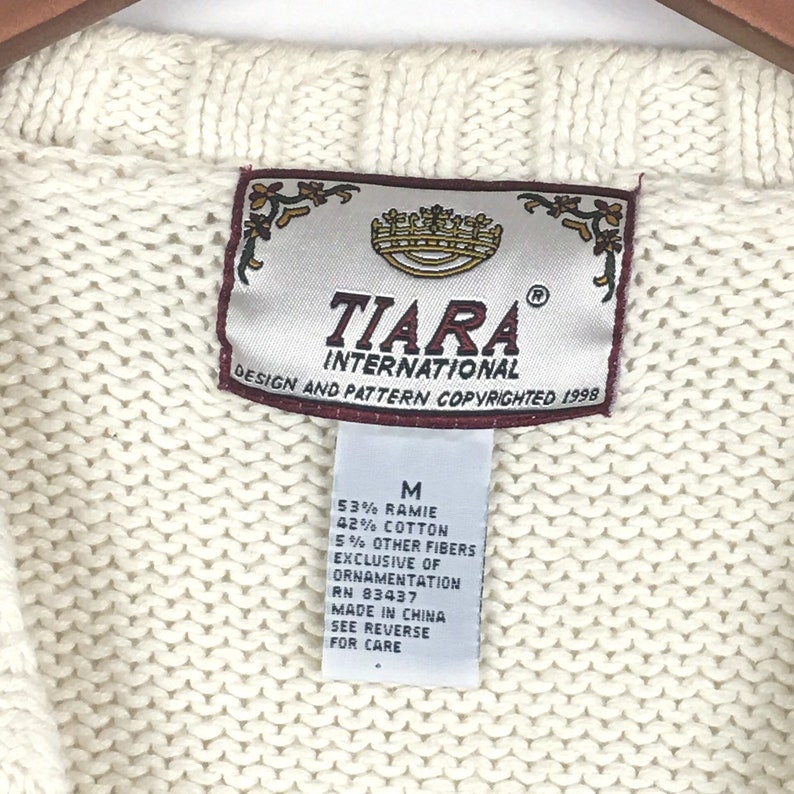 TIARA®
INTERNATIONAL
DESIGN AND PATTERN COPYRIGHTED 1998
M
53% RAMIE
42% COTTON
5% OTHER FIBERS
EXCLUSIVE OF
ORNAMENTATION
RN 83437
MADE IN CHINA
SEE REVERSE
FOR CARE